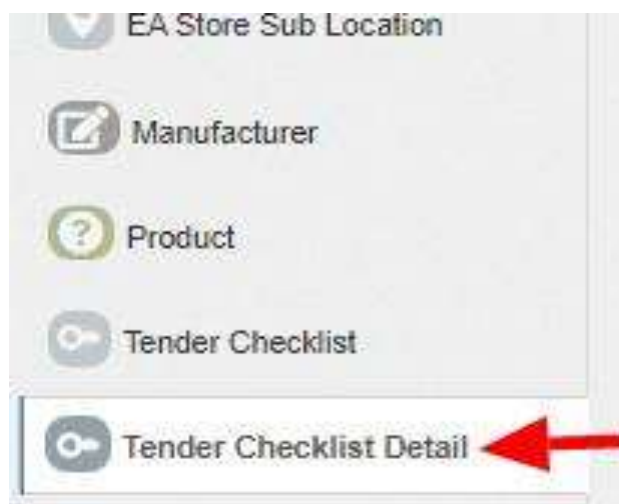 EA Store Sub Location
Manufacturer
Product
Tender Checklist
Tender Checklist Detail